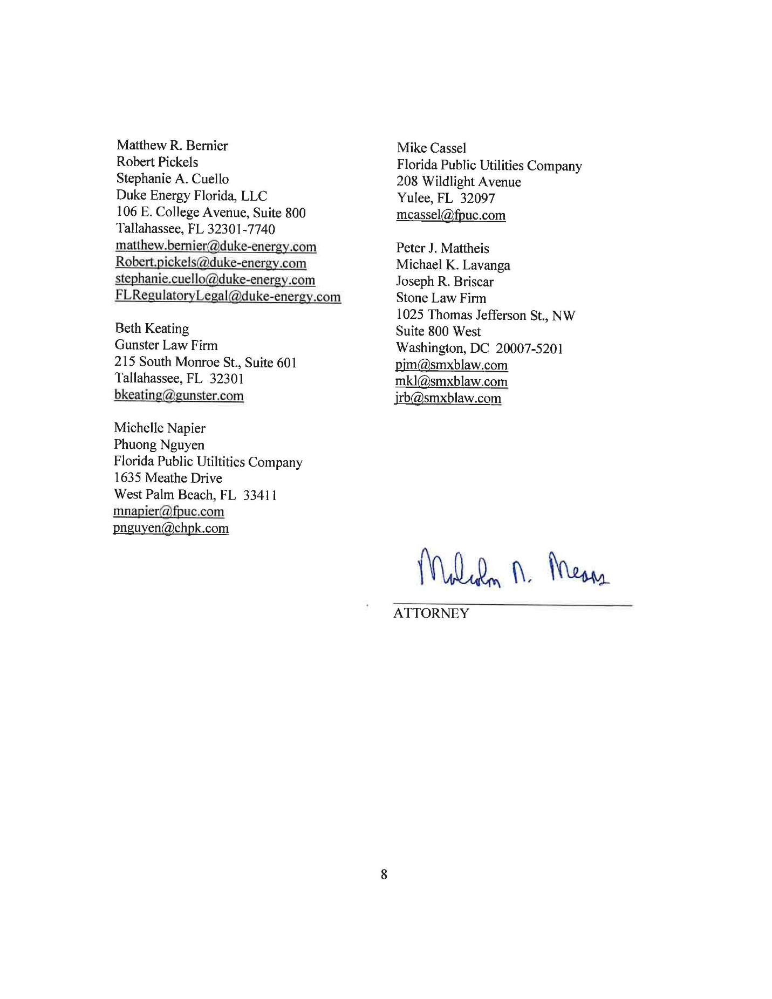 Matthew R. Bernier
Robert Pickels
Stephanie A. Cuello
Duke Energy Florida, LLC
106 E. College Avenue, Suite 800
Tallahassee, FL 32301-7740
matthew.bernier@duke-energy.com
Robert.pickels@duke-energy.com
stephanie.cuello@duke-energy.com
FLRegulatoryLegal@duke-energy.com
Beth Keating
Gunster Law Firm
215 South Monroe St., Suite 601
Tallahassee, FL 32301
bkeating@gunster.com
Michelle Napier
Phuong Nguyen
Florida Public Utiltities Company
1635 Meathe Drive
West Palm Beach, FL 33411
mnapier@fpuc.com
pnguyen@chpk.com
Mike Cassel
Florida Public Utilities Company
208 Wildlight Avenue
Yulee, FL 32097
mcassel@fpuc.com
Peter J. Mattheis
Michael K. Lavanga
Joseph R. Briscar
Stone Law Firm
1025 Thomas Jefferson St., NW
Suite 800 West
Washington, DC 20007-5201
pjm@smxblaw.com
mkl@smxblaw.com
jrb@smxblaw.com
Malcolm N. Means
ATTORNEY
8